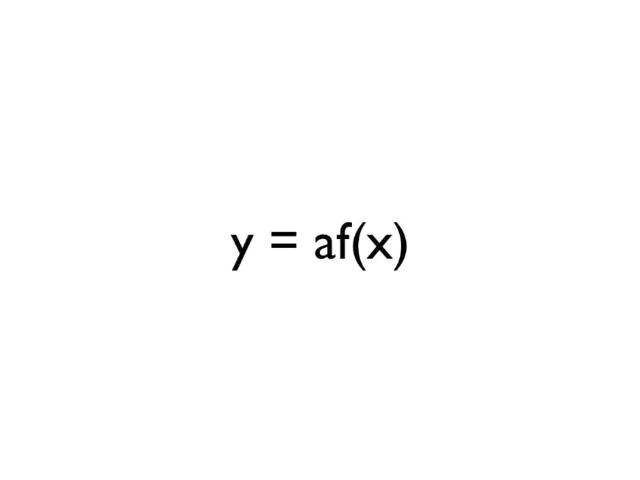 y = af(x)